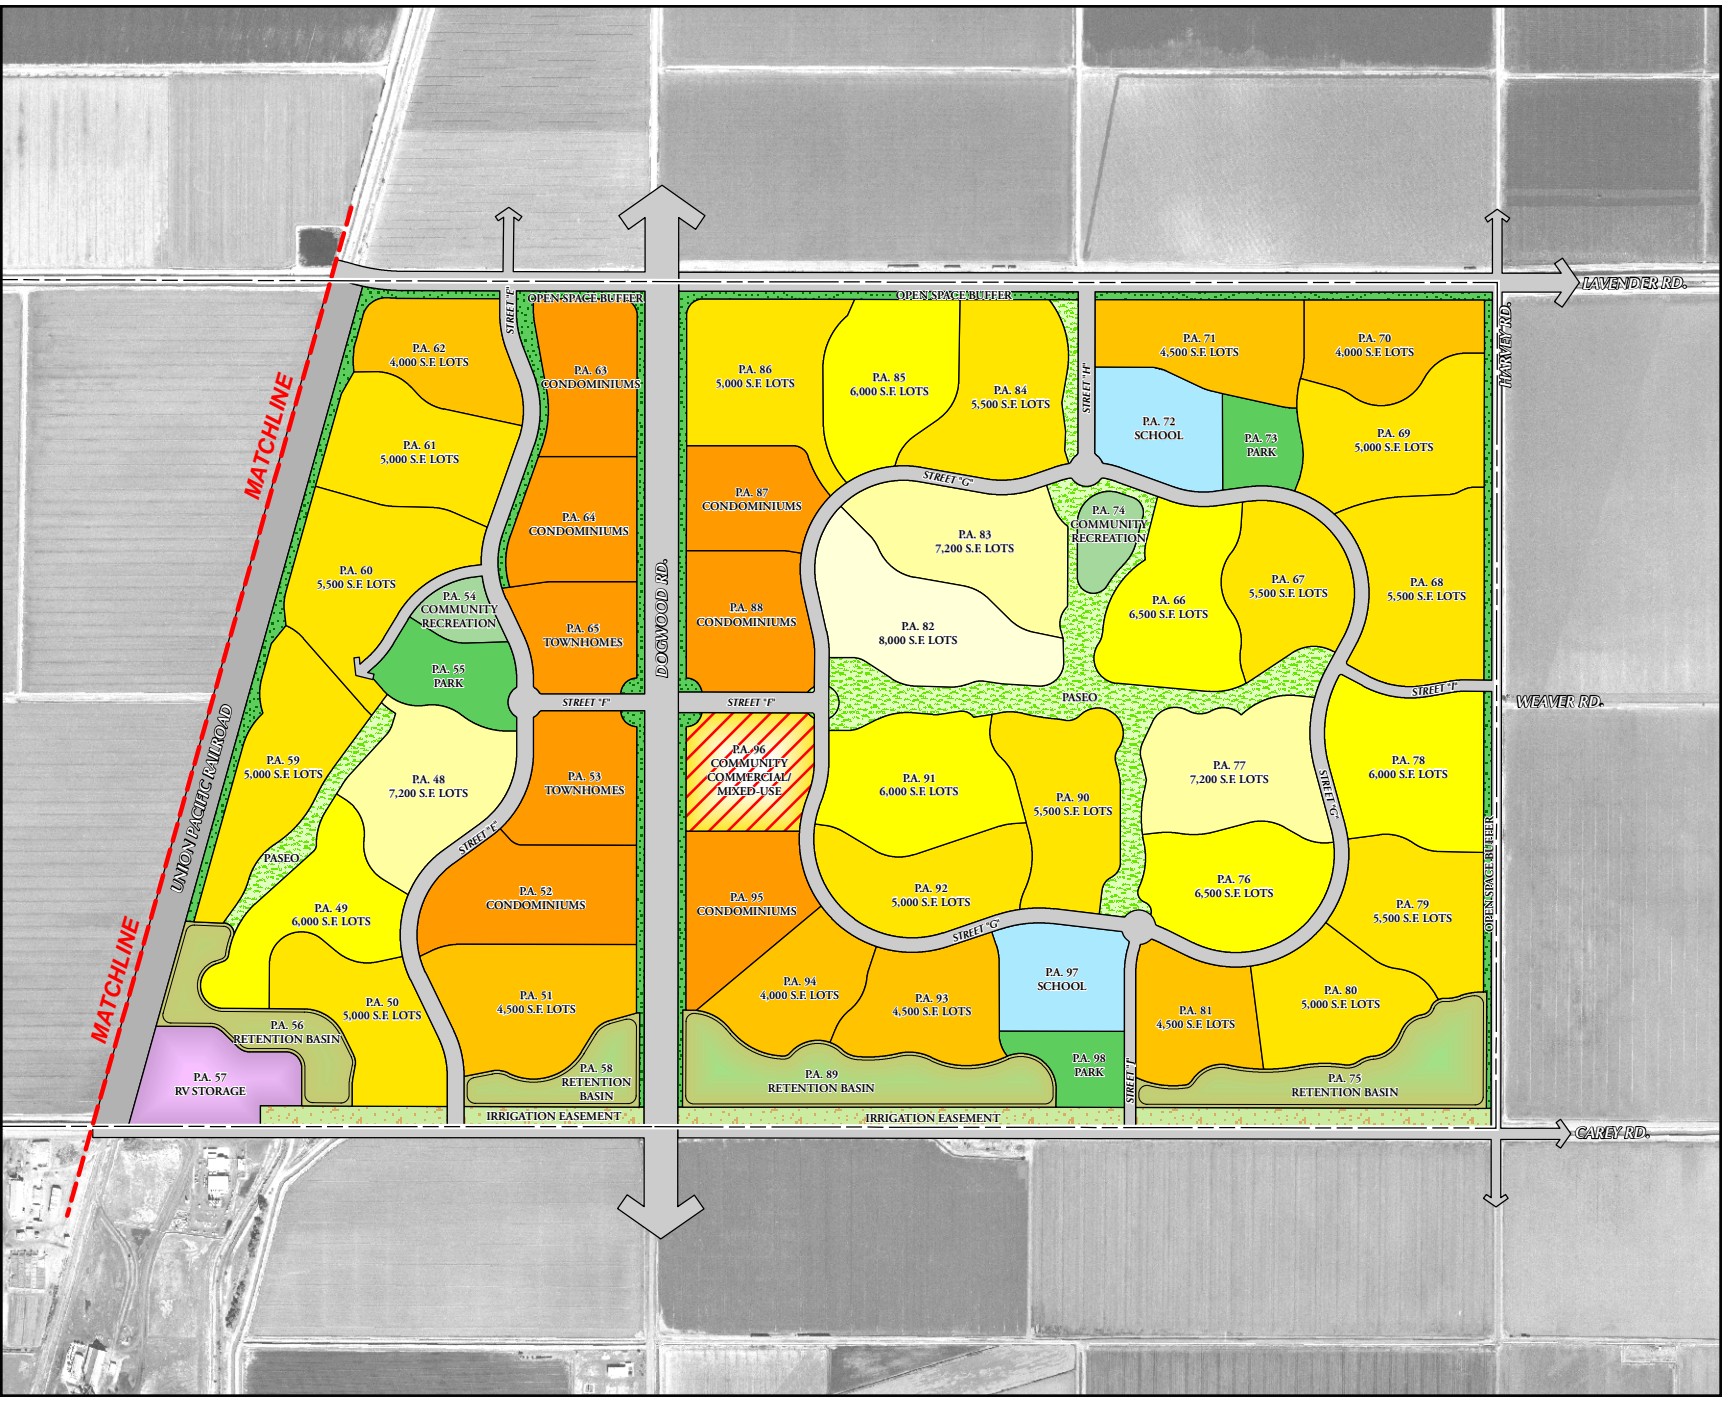 LAVENDER RD.
HARVEY RD.
WEAVER RD.
CAREY RD.
DOGWOOD RD.
UNION PACIFIC RAILROAD
MATCHLINE
MATCHLINE
OPEN SPACE BUFFER
OPEN SPACE BUFFER
OPEN SPACE BUFFER
STREET "E"
P.A. 62
4,000 S.F. LOTS
P.A. 63
CONDOMINIUMS
P.A. 61
5,000 S.F. LOTS
P.A. 64
CONDOMINIUMS
P.A. 60
5,500 S.F. LOTS
P.A. 54
COMMUNITY
RECREATION
P.A. 65
TOWNHOMES
P.A. 55
PARK
STREET "F"
P.A. 59
5,000 S.F. LOTS
P.A. 48
7,200 S.F. LOTS
P.A. 53
TOWNHOMES
STREET "E"
PASEO
P.A. 49
6,000 S.F. LOTS
P.A. 52
CONDOMINIUMS
P.A. 50
5,000 S.F. LOTS
P.A. 51
4,500 S.F. LOTS
P.A. 56
RETENTION BASIN
P.A. 57
RV STORAGE
P.A. 58
RETENTION
BASIN
IRRIGATION EASEMENT
P.A. 86
5,000 S.F. LOTS
P.A. 85
6,000 S.F. LOTS
P.A. 84
5,500 S.F. LOTS
STREET "H"
P.A. 71
4,500 S.F. LOTS
P.A. 70
4,000 S.F. LOTS
P.A. 72
SCHOOL
P.A. 73
PARK
P.A. 69
5,000 S.F. LOTS
P.A. 87
CONDOMINIUMS
STREET "G"
P.A. 83
7,200 S.F. LOTS
P.A. 74
COMMUNITY
RECREATION
P.A. 66
6,500 S.F. LOTS
P.A. 67
5,500 S.F. LOTS
P.A. 68
5,500 S.F. LOTS
P.A. 88
CONDOMINIUMS
P.A. 82
8,000 S.F. LOTS
STREET "F"
PASEO
STREET "I"
P.A. 96
COMMUNITY
COMMERCIAL/
MIXED-USE
P.A. 91
6,000 S.F. LOTS
P.A. 90
5,500 S.F. LOTS
P.A. 77
7,200 S.F. LOTS
STREET "G"
P.A. 78
6,000 S.F. LOTS
P.A. 95
CONDOMINIUMS
P.A. 92
5,000 S.F. LOTS
P.A. 76
6,500 S.F. LOTS
P.A. 79
5,500 S.F. LOTS
STREET "G"
P.A. 94
4,000 S.F. LOTS
P.A. 93
4,500 S.F. LOTS
P.A. 97
SCHOOL
P.A. 81
4,500 S.F. LOTS
P.A. 80
5,000 S.F. LOTS
P.A. 89
RETENTION BASIN
P.A. 98
PARK
P.A. 75
RETENTION BASIN
IRRIGATION EASEMENT